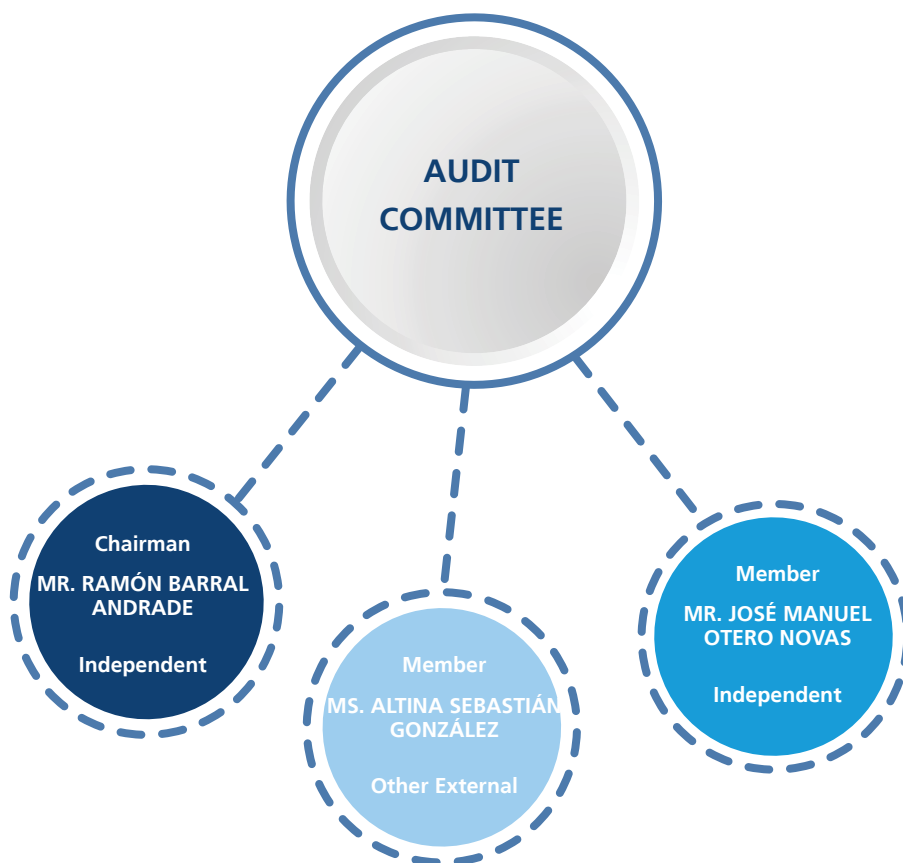 AUDIT
COMMITTEE
Chairman
MR. RAMÓN BARRAL
ANDRADE
Independent
Member
MS. ALTINA SEBASTIÁN
GONZÁLEZ
Other External
Member
MR. JOSÉ MANUEL
OTERO NOVAS
Independent